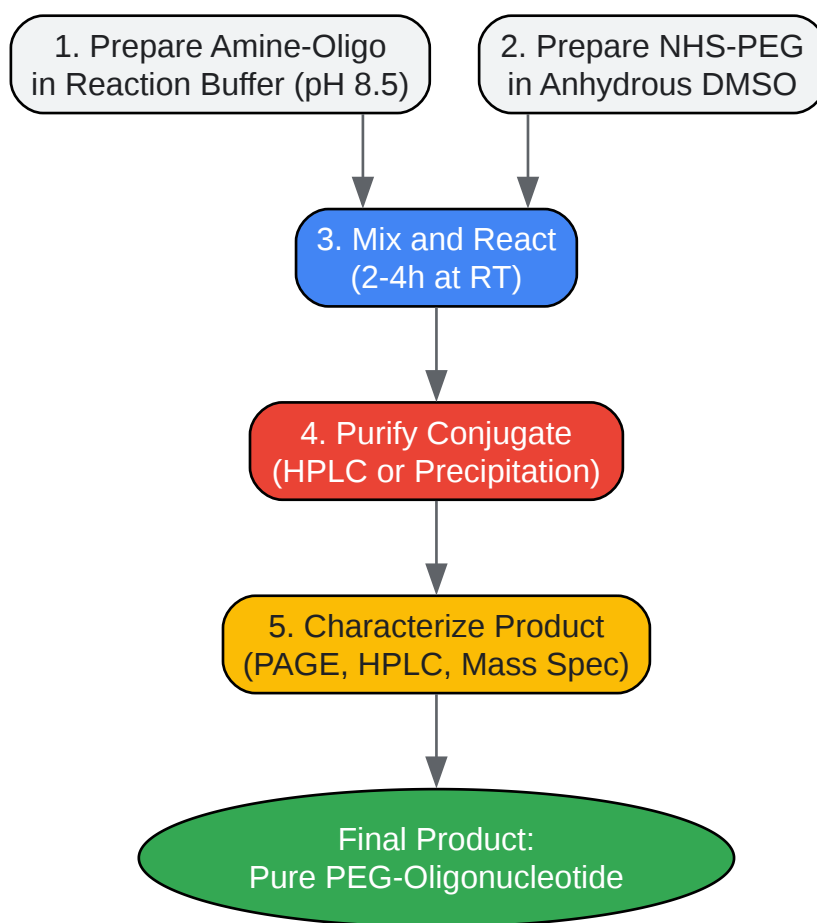 1. Prepare Amine-Oligo
in Reaction Buffer (pH 8.5)
2. Prepare NHS-PEG
in Anhydrous DMSO
3. Mix and React
(2-4h at RT)
4. Purify Conjugate
(HPLC or Precipitation)
5. Characterize Product
(PAGE, HPLC, Mass Spec)
Final Product:
Pure PEG-Oligonucleotide